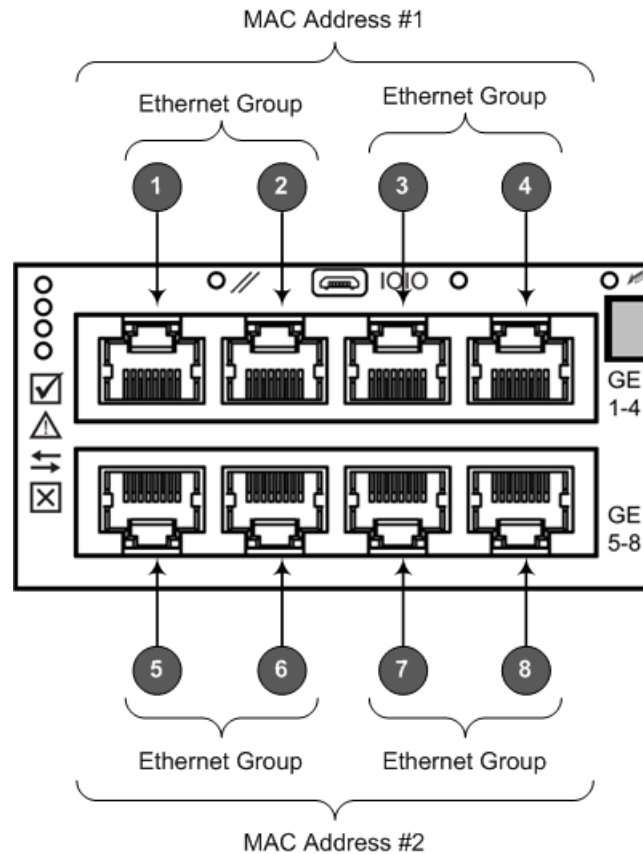 MAC Address #1
Ethernet Group Ethernet Group
1 2 3 4
IOIO
GE
1-4
GE
5-8
5 6 7 8
Ethernet Group Ethernet Group
MAC Address #2